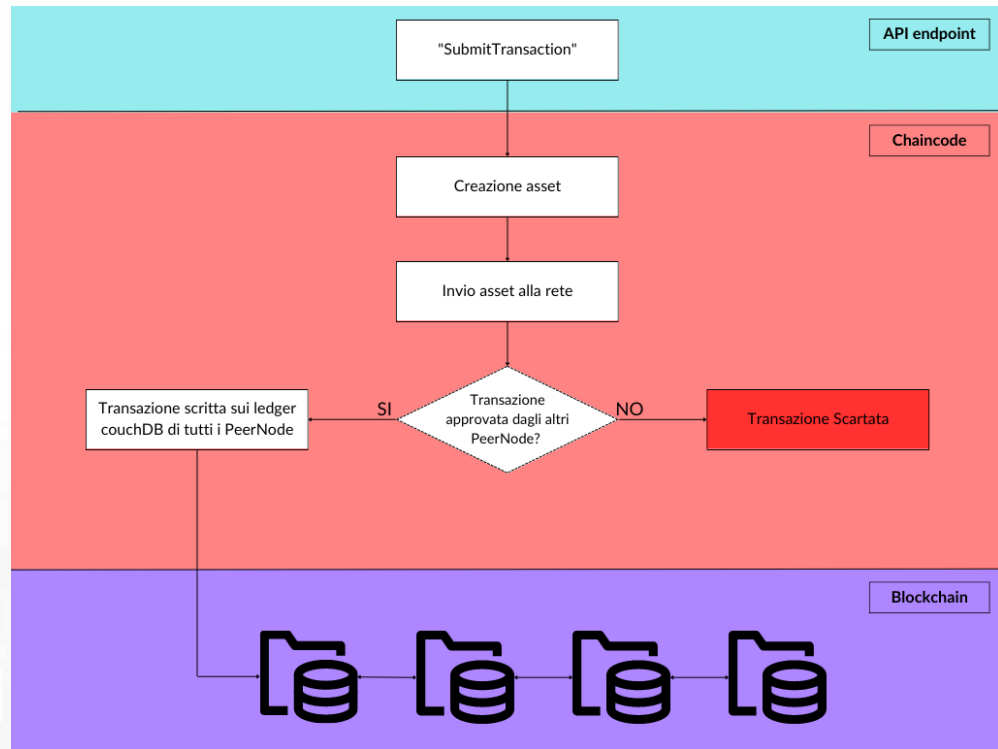 API endpoint
"SubmitTransaction"
Chaincode
Creazione asset
Invio asset alla rete
Transazione
approvata dagli altri
PeerNode?
SI
NO
Transazione scritta sui ledger
couchDB di tutti i PeerNode
Transazione Scartata
Blockchain